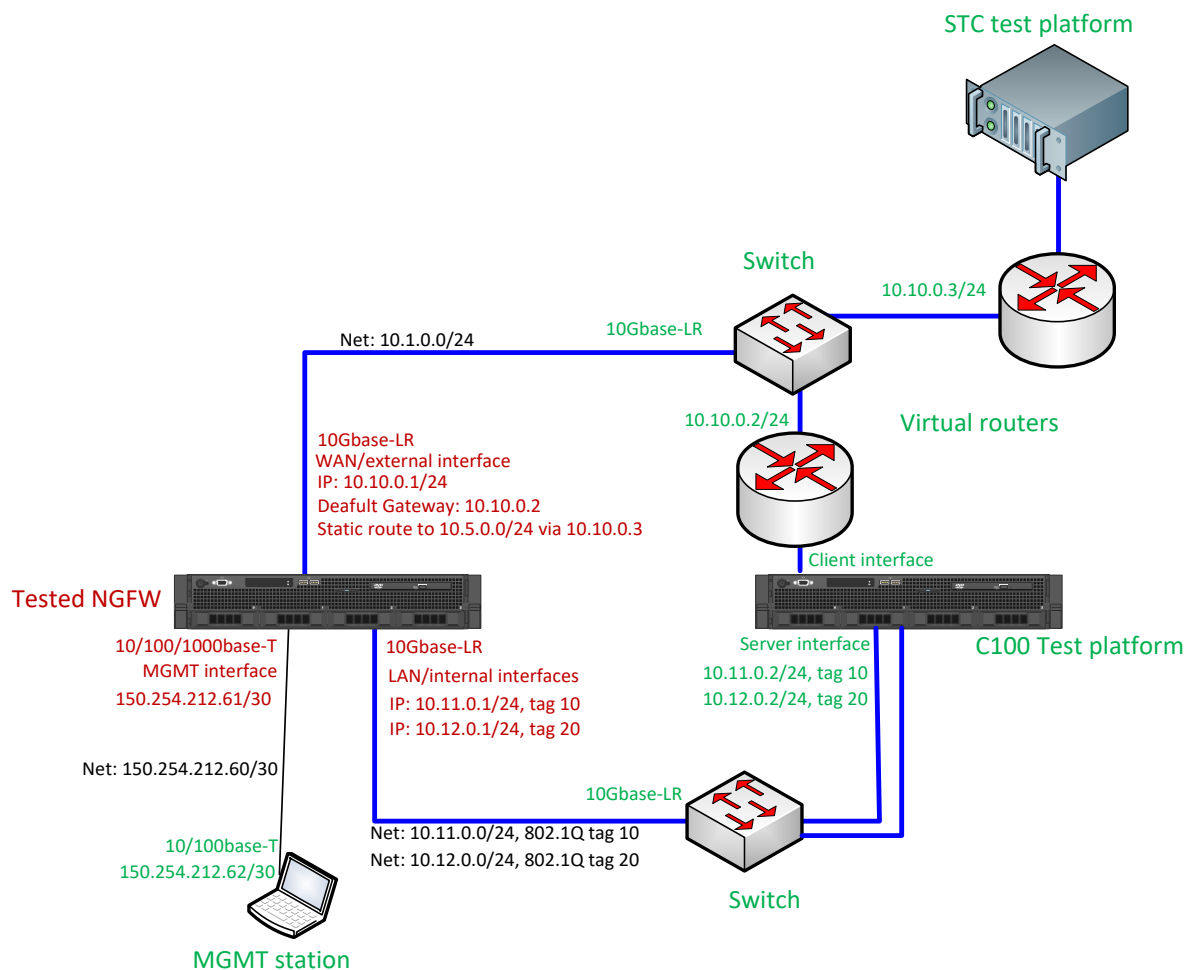 STC test platform
Switch
10.10.0.3/24
10Gbase-LR
Net: 10.1.0.0/24
10.10.0.2/24
Virtual routers
10Gbase-LR
WAN/external interface
IP: 10.10.0.1/24
Deafult Gateway: 10.10.0.2
Static route to 10.5.0.0/24 via 10.10.0.3
Client interface
Tested NGFW
10/100/1000base-T
MGMT interface
150.254.212.61/30
10Gbase-LR
LAN/internal interfaces
IP: 10.11.0.1/24, tag 10
IP: 10.12.0.1/24, tag 20
Server interface
10.11.0.2/24, tag 10
10.12.0.2/24, tag 20
C100 Test platform
Net: 150.254.212.60/30
10Gbase-LR
Net: 10.11.0.0/24, 802.1Q tag 10
Net: 10.12.0.0/24, 802.1Q tag 20
10/100base-T
150.254.212.62/30
Switch
MGMT station